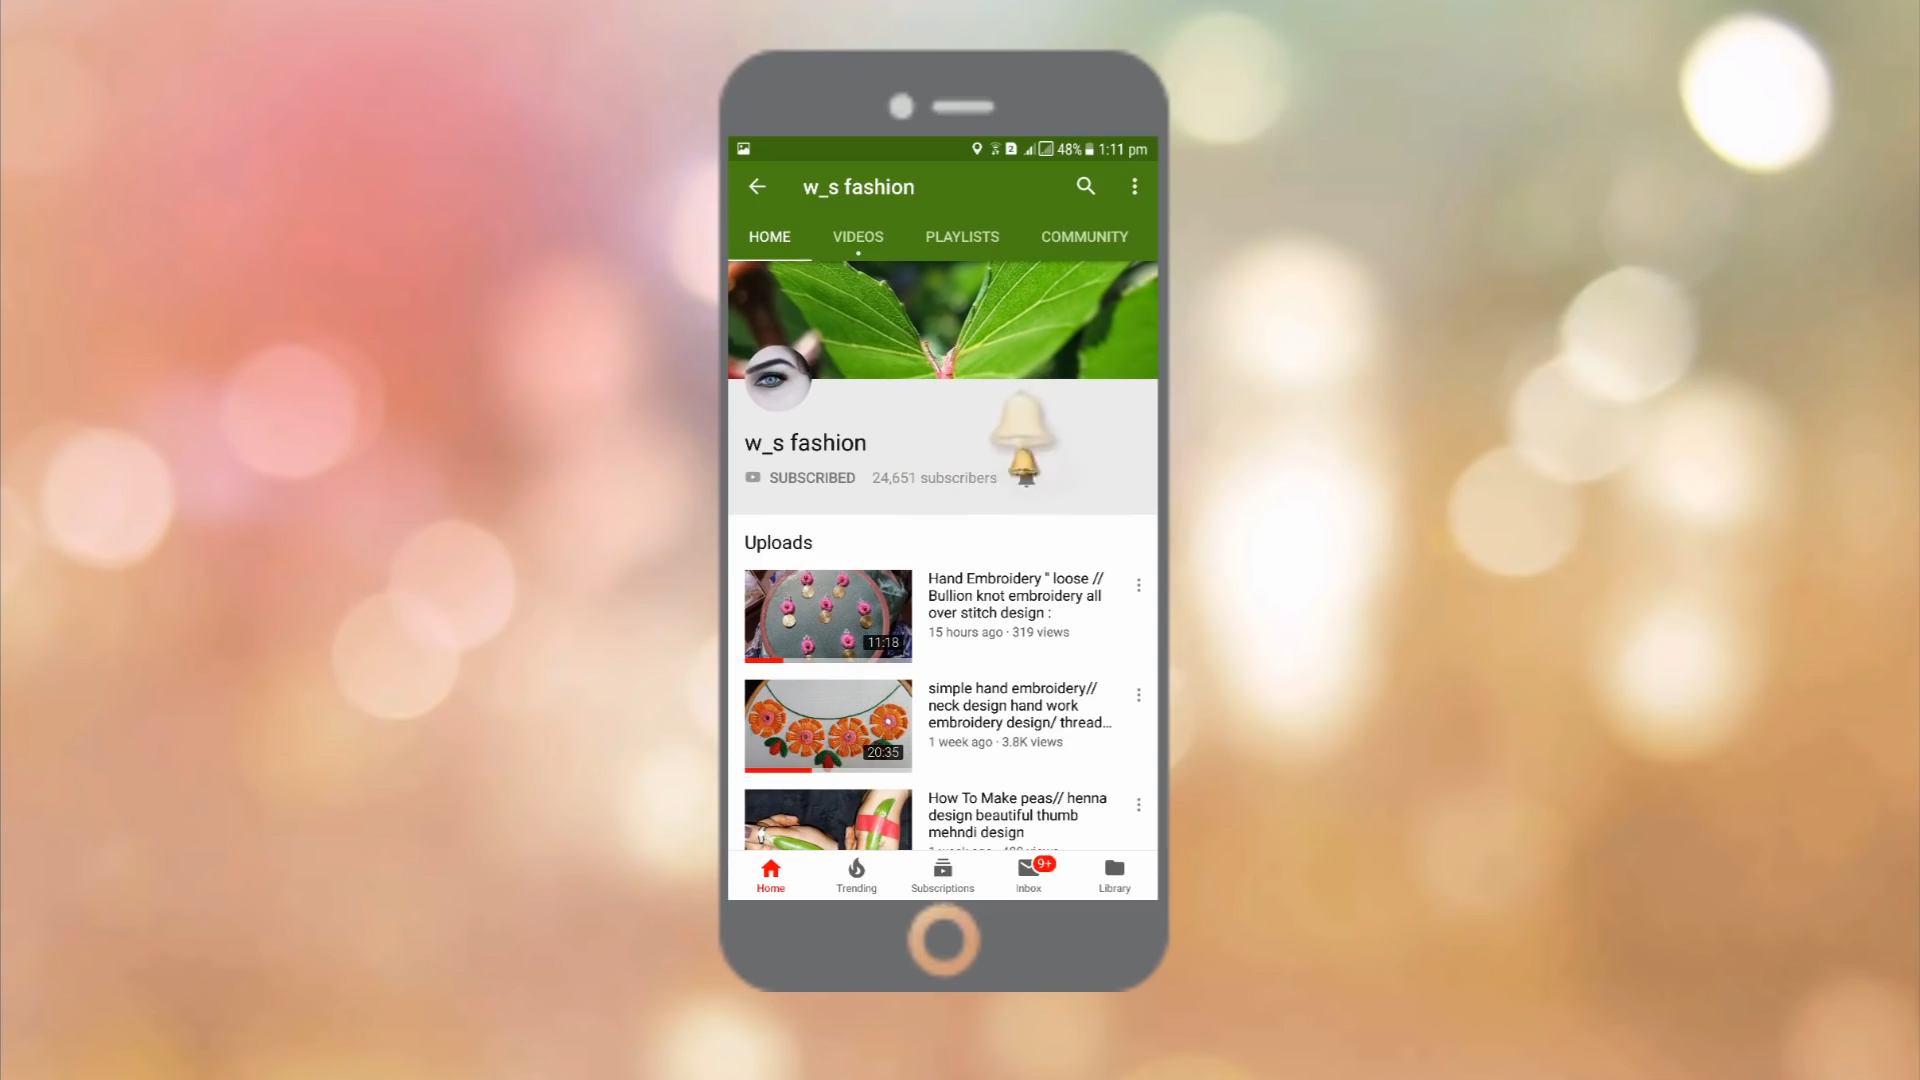 48% 1:11 pm
w_s fashion
HOME VIDEOS PLAYLISTS COMMUNITY
w_s fashion
SUBSCRIBED 24,651 subscribers
Uploads
Hand Embroidery " loose //
Bullion knot embroidery all
over stitch design :
15 hours ago · 319 views
11:18
simple hand embroidery//
neck design hand work
embroidery design/ thread...
1 week ago · 3.8K views
20:35
How To Make peas// henna
design beautiful thumb
mehndi design
9+
Home Trending Subscriptions Inbox Library